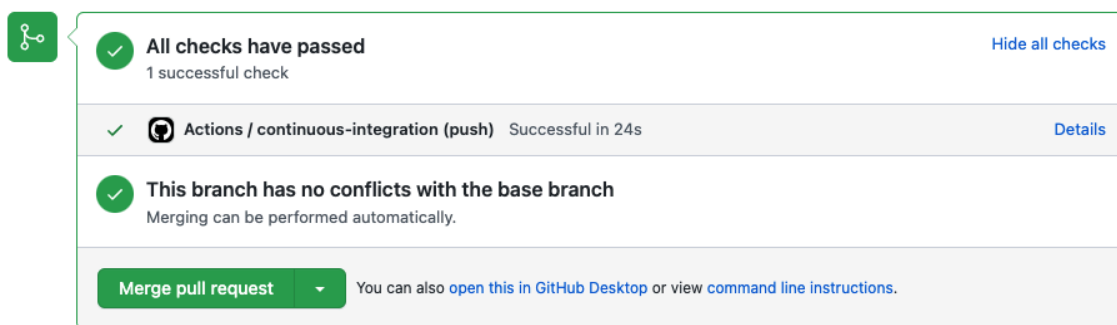 All checks have passed
Hide all checks
1 successful check
Actions / continuous-integration (push) Successful in 24s
Details
This branch has no conflicts with the base branch
Merging can be performed automatically.
Merge pull request
You can also open this in GitHub Desktop or view command line instructions.